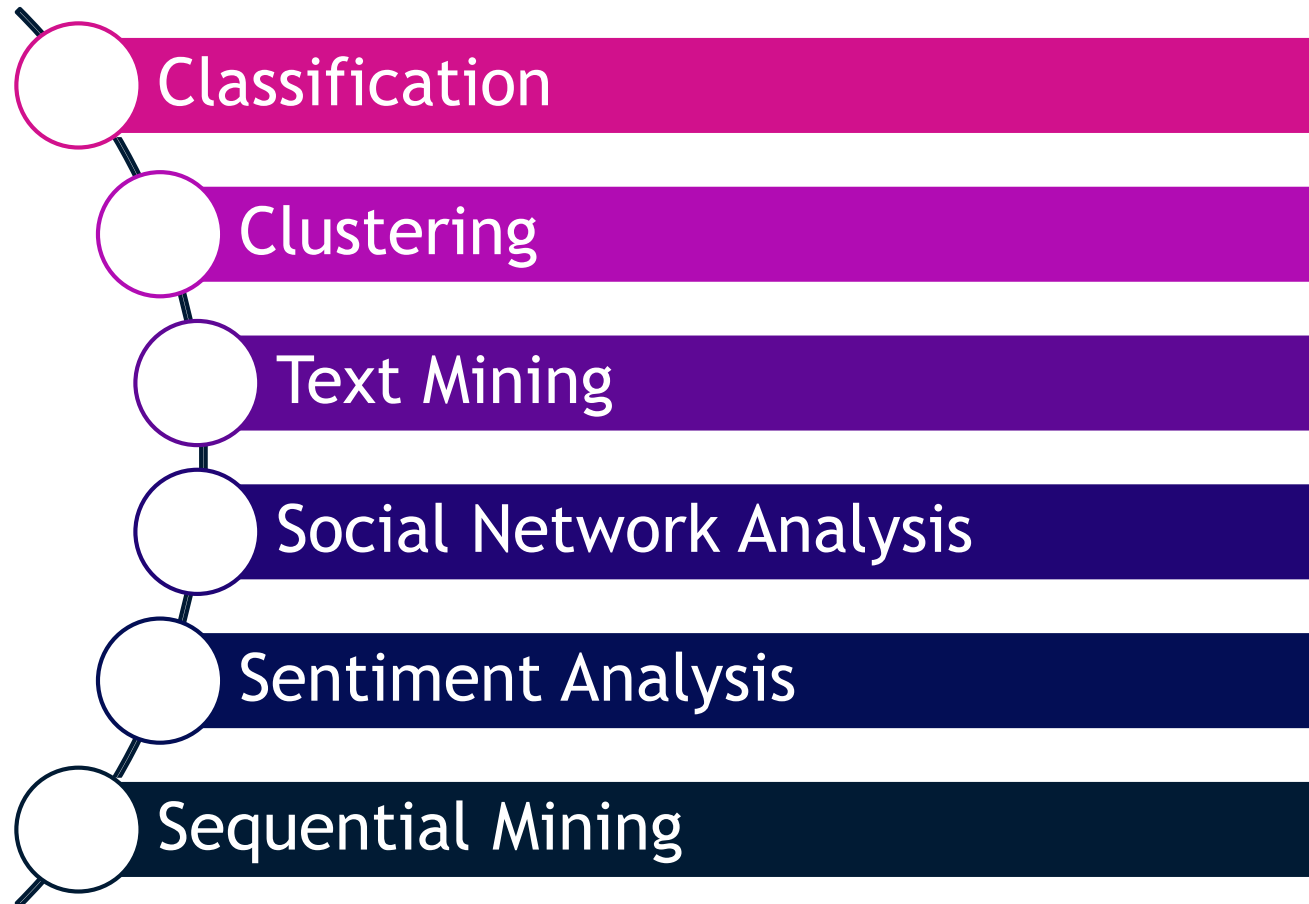 Classification
Clustering
Text Mining
Social Network Analysis
Sentiment Analysis
Sequential Mining